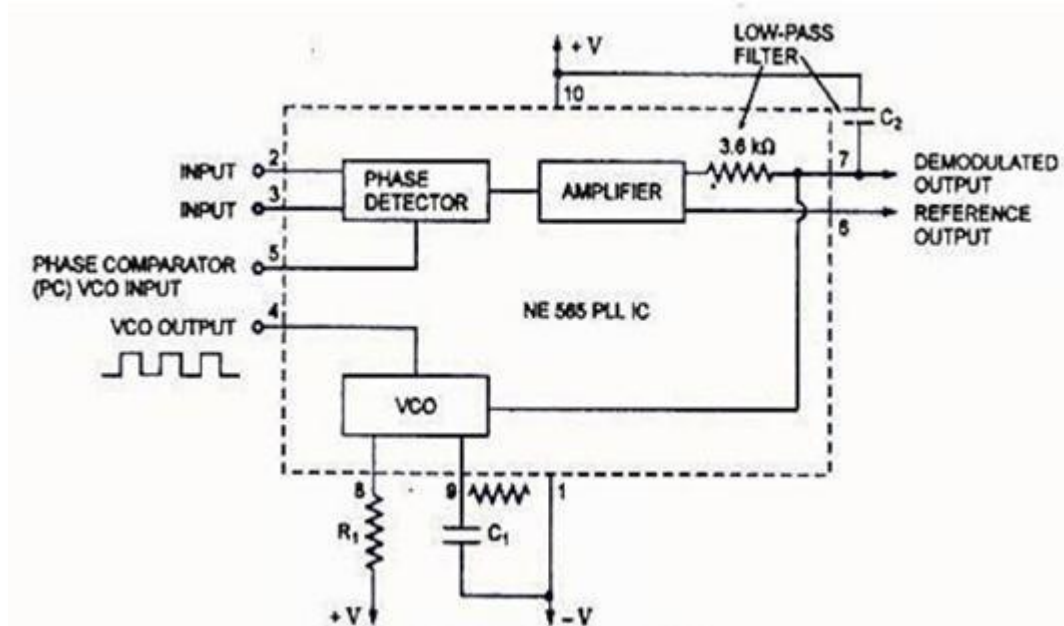 LOW-PASS
FILTER
+ V
10
C2
3.6 kΩ
2
INPUT
3
INPUT
PHASE
DETECTOR
AMPLIFIER
7
DEMODULATED
OUTPUT
6
REFERENCE
OUTPUT
5
PHASE COMPARATOR
(PC) VCO INPUT
4
VCO OUTPUT
NE 565 PLL IC
VCO
8
9
1
R1
C1
+V
– V